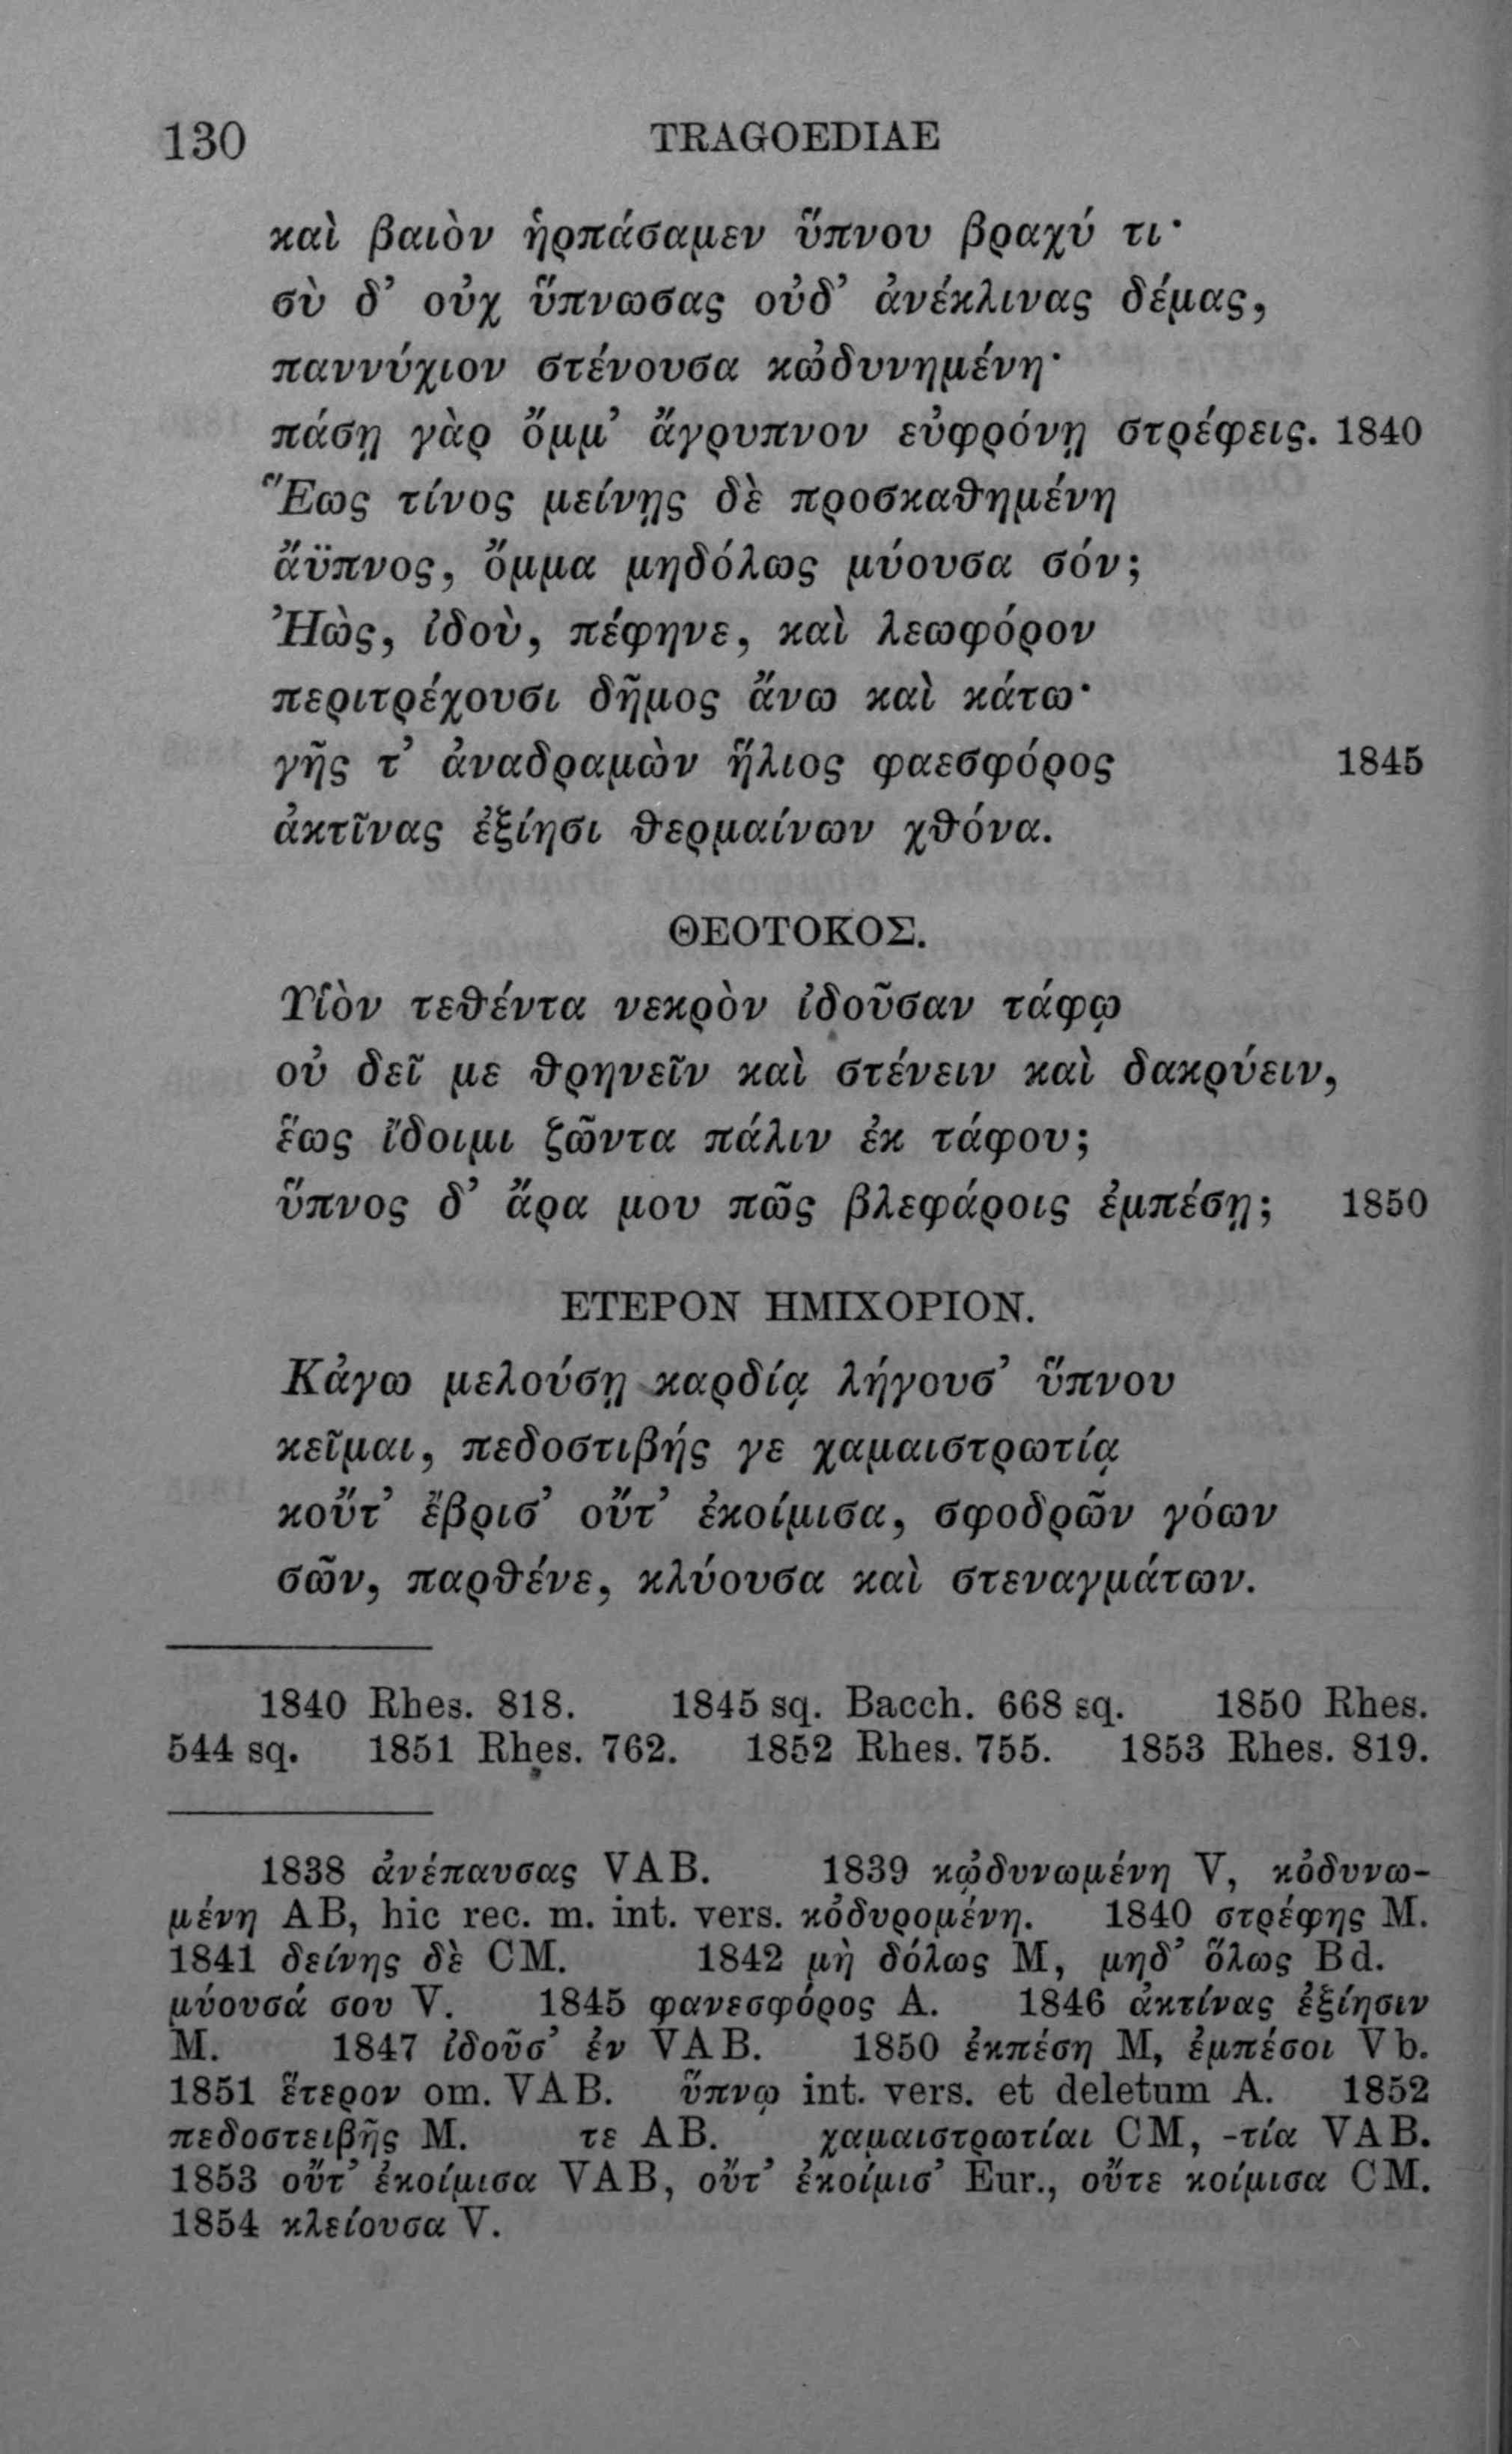 130 TRAGOEDIAE
καὶ βαιὸν ἡρπάσαμεν ὕπνου βραχύ τι·
σὺ δ’ οὐχ ὕπνωσας οὐδ’ ἀνέκλινας δέμας,
παννύχιον στένουσα κὠδυνημένη·
πάσῃ γὰρ ὄμμ’ ἄγρυπνον εὐφρόνῃ στρέφεις. 1840
Ἕως τίνος μείνῃς δὲ προσκαθημένη
ἄϋπνος, ὄμμα μηδόλως μύουσα σόν;
Ἠὼς, ἰδοὺ, πέφηνε, καὶ λεωφόρον
περιτρέχουσι δῆμος ἄνω καὶ κάτω·
γῆς τ’ ἀναδραμὼν ἥλιος φαεσφόρος 1845
ἀκτῖνας ἐξίησι θερμαίνων χθόνα.
ΘΕΟΤΟΚΟΣ.
Υἱὸν τεθέντα νεκρὸν ἰδοῦσαν τάφῳ
οὐ δεῖ με θρηνεῖν καὶ στένειν καὶ δακρύειν,
ἕως ἴδοιμι ζῶντα πάλιν ἐκ τάφου;
ὕπνος δ’ ἄρα μου πῶς βλεφάροις ἐμπέσῃ; 1850
ΕΤΕΡΟΝ ΗΜΙΧΟΡΙΟΝ.
Κἀγω μελούσῃ καρδίᾳ λήγουσ’ ὕπνου
κεῖμαι, πεδοστιβής γε χαμαιστρωτίᾳ
κοὔτ’ ἔβρισ’ οὔτ’ ἐκοίμισα, σφοδρῶν γόων
σῶν, παρθένε, κλύουσα καὶ στεναγμάτων.
1840 Rhes. 818. 1845 sq. Bacch. 668 sq. 1850 Rhes.
544 sq. 1851 Rhes. 762. 1852 Rhes. 755. 1853 Rhes. 819.
1838 ἀνέπαυσας VAB. 1839 κᾠδυνωμένη V, κὀδυνω-
μένη AB, hic rec. m. int. vers. κὀδυρομένη. 1840 στρέφης M.
1841 δείνης δὲ CM. 1842 μὴ δόλως M, μηδ’ ὅλως Bd.
μύουσά σου V. 1845 φανεσφόρος A. 1846 ἀκτίνας ἐξίησιν
M. 1847 ἰδοῦσ’ ἐν VAB. 1850 ἐκπέση M, ἐμπέσοι Vb.
1851 ἕτερον om. VAB. ὕπνῳ int. vers. et deletum A. 1852
πεδοστειβῆς M. τε AB. χαμαιστρωτίαι CM, -τία VAB.
1853 οὔτ’ ἐκοίμισα VAB, οὔτ’ ἐκοίμισ’ Eur., οὔτε κοίμισα CM.
1854 κλείουσα V.